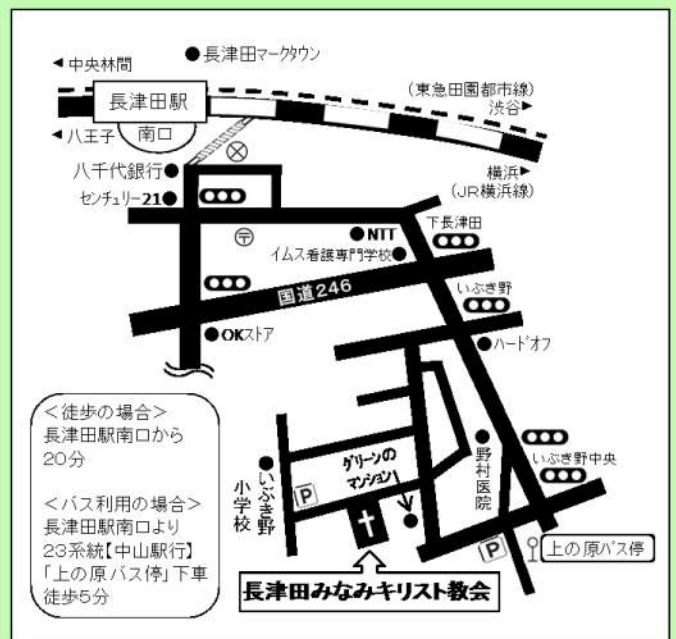 長津田マークタウン
中央林間
(東急田園都市線)
渋谷
長津田駅
八王子
南口
横浜
(JR横浜線)
八千代銀行
センチュリー21
〒
NTT
下長津田
イムス看護専門学校
国道246
いぶき野
OKストア
ハードオフ
<徒歩の場合>
長津田駅南口から
20分
<バス利用の場合>
長津田駅南口より
23系統【中山駅行】
「上の原バス停」下車
徒歩5分
いぶき野
小学校
P
グリーンの
マンション
野村医院
いぶき野中央
P
上の原バス停
長津田みなみキリスト教会